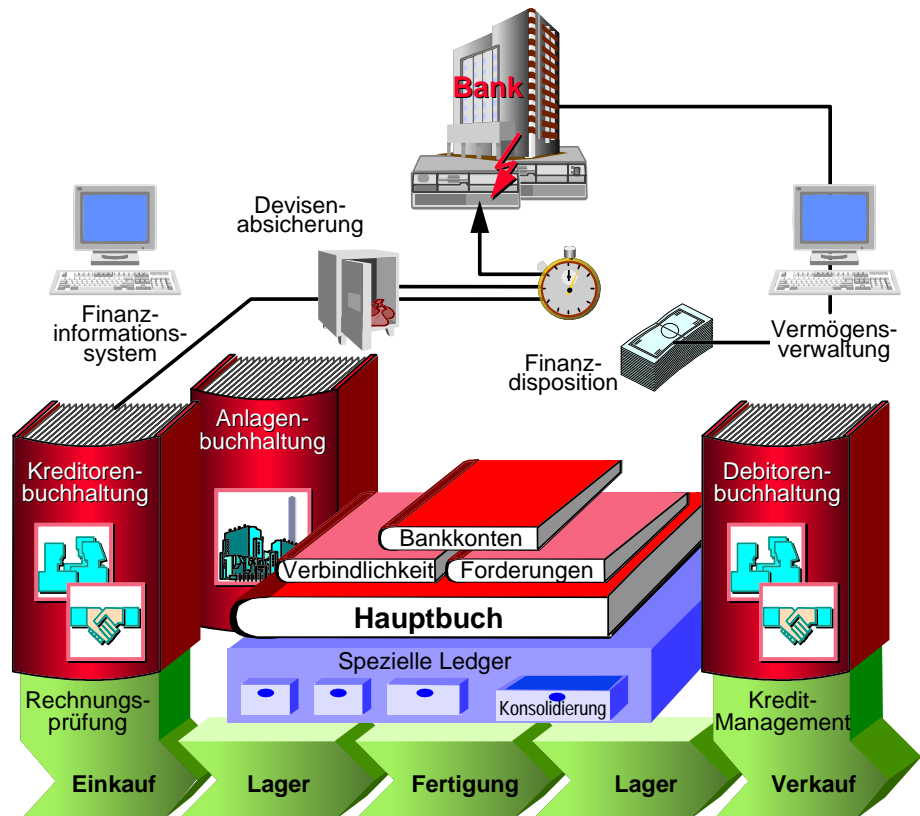 Bank
Devisen-
absicherung
Finanz-
informations-
system
Finanz-
disposition
Vermögens-
verwaltung
Kreditoren-
buchhaltung
Anlagen-
buchhaltung
Debitoren-
buchhaltung
Bankkonten
Verbindlichkeit
Forderungen
Hauptbuch
Spezielle Ledger
Konsolidierung
Rechnungs-
prüfung
Kredit-
Management
Einkauf
Lager
Fertigung
Lager
Verkauf